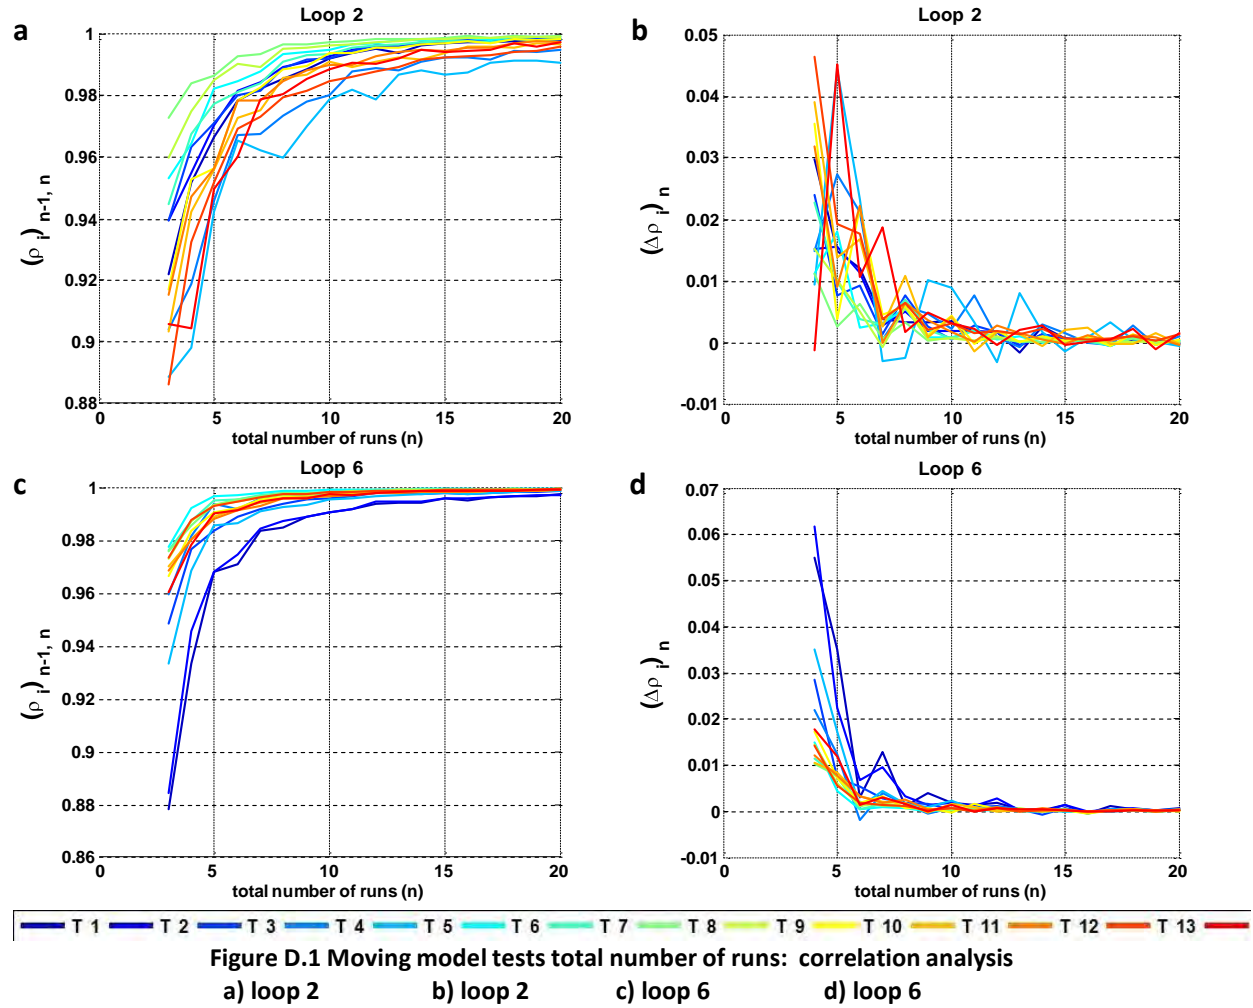 a
Loop 2
1
0.98
0.96
0.94
0.92
0.9
0.88
0
5
10
15
20
(ρ i) n-1, n
total number of runs (n)
b
Loop 2
0.05
0.04
0.03
0.02
0.01
0
-0.01
0
5
10
15
20
(Δρ i) n
total number of runs (n)
c
Loop 6
1
0.98
0.96
0.94
0.92
0.9
0.88
0.86
0
5
10
15
20
(ρ i) n-1, n
total number of runs (n)
d
Loop 6
0.07
0.06
0.05
0.04
0.03
0.02
0.01
0
-0.01
0
5
10
15
20
(Δρ i) n
total number of runs (n)
T 1 T 2 T 3 T 4 T 5 T 6 T 7 T 8 T 9 T 10 T 11 T 12 T 13
Figure D.1 Moving model tests total number of runs: correlation analysis
a) loop 2 b) loop 2 c) loop 6 d) loop 6